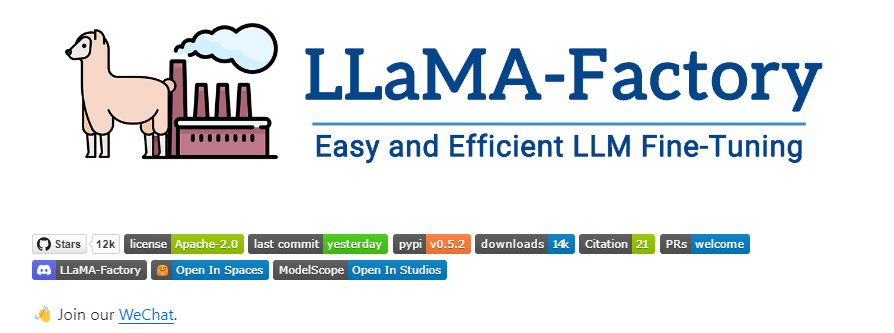 LLaMA-Factory
Easy and Efficient LLM Fine-Tuning
Stars 12k license Apache-2.0 last commit yesterday pypi v0.5.2 downloads 14k Citation 21 PRs welcome
LLaMA-Factory Open In Spaces ModelScope Open In Studios
👋 Join our WeChat.